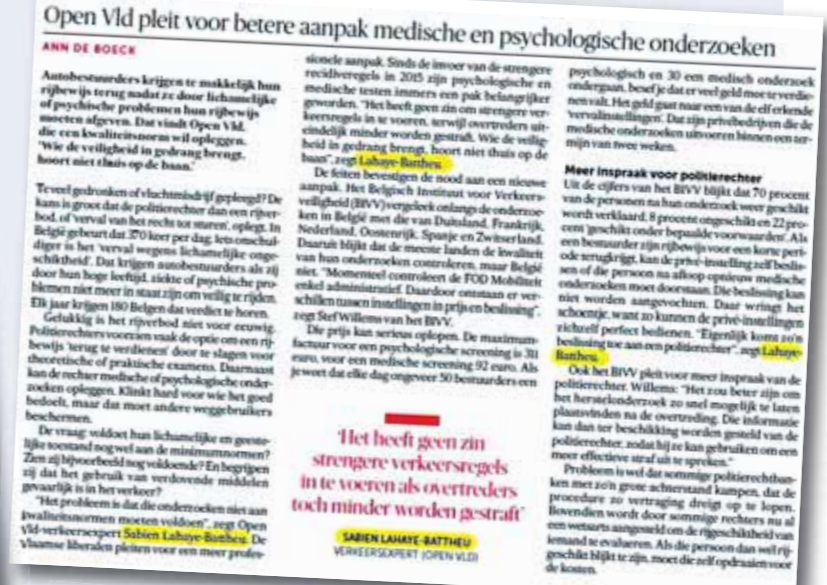 Open Vld pleit voor betere aanpak medische en psychologische onderzoeken
ANN DE BOECK
Autobestuurders krijgen te makkelijk hun
rijbewijs terug nadat ze door lichamelijke
of psychische problemen hun rijbewijs
moeten afgeven. Dat vindt Open Vld,
die een kwaliteitsnorm wil opleggen.
"Wie de veiligheid in gedrang brengt,
hoort niet thuis op de baan."
Te veel gedronken of vluchtmisdrijf gepleegd? De
kans is groot dat de politierechter dan een rijver-
bod, of 'verval van het recht tot sturen', oplegt. In
België gebeurt dat 370 keer per dag. Iets onschul-
diger is het 'verval wegens lichamelijke onge-
schiktheid'. Dat krijgen autobestuurders als zij
door hun hoge leeftijd, ziekte of psychische pro-
blemen niet meer in staat zijn om veilig te rijden.
Elk jaar krijgen 180 Belgen dat verdict te horen.
Gelukkig is het rijverbod niet voor eeuwig.
Politierechters voorzien vaak de optie om een rij-
bewijs 'terug te verdienen' door te slagen voor
theoretische of praktische examens. Daarnaast
kan de rechter medische of psychologische onder-
zoeken opleggen. Klinkt hard voor wie het goed
bedoelt, maar dat moet andere weggebruikers
beschermen.
De vraag: voldoet hun lichamelijke en geeste-
lijke toestand nog wel aan de minimumnormen?
Zien zij bijvoorbeeld nog voldoende? En begrijpen
zij dat het gebruik van verdovende middelen
gevaarlijk is in het verkeer?
"Het probleem is dat die onderzoeken niet aan
kwaliteitsnormen moeten voldoen", zegt Open
Vld-verkeersexpert Sabien Lahaye-Battheu. De
Vlaamse liberalen pleiten voor een meer profes-
sionele aanpak. Sinds de invoer van de strengere
recidiveregels in 2015 zijn psychologische en
medische testen immers een pak belangrijker
geworden. "Het heeft geen zin om strengere ver-
keersregels in te voeren, terwijl overtreders uit-
eindelijk minder worden gestraft. Wie de veilig-
heid in gedrang brengt, hoort niet thuis op de
baan", zegt Lahaye-Battheu.
De feiten bevestigen de nood aan een nieuwe
aanpak. Het Belgisch Instituut voor Verkeers-
veiligheid (BIVV) vergeleek onlangs de onderzoe-
ken in België met die van Duitsland, Frankrijk,
Nederland, Oostenrijk, Spanje en Zwitserland.
Daaruit blijkt dat de meeste landen de kwaliteit
van hun onderzoeken controleren, maar België
niet. "Momenteel controleert de FOD Mobiliteit
enkel administratief. Daardoor ontstaan er ver-
schillen tussen instellingen in prijs en beslissing",
zegt Stef Willems van het BIVV.
Die prijs kan serieus oplopen. De maximum-
factuur voor een psychologische screening is 311
euro, voor een medische screening 92 euro. Als
je weet dat elke dag ongeveer 50 bestuurders een
'Het heeft geen zin
strengere verkeersregels
in te voeren als overtreders
toch minder worden gestraft'
SABIEN LAHAYE-BATTHEU
VERKEERSEXPERT (OPEN VLD)
psychologisch en 30 een medisch onderzoek
ondergaan, besef je dat er veel geld moet te verdie-
nen valt. Het geld gaat naar een van de elf erkende
'vervalinstellingen'. Dat zijn privébedrijven die de
medische onderzoeken uitvoeren binnen een ter-
mijn van twee weken.
Meer inspraak voor politierechter
Uit de cijfers van het BIVV blijkt dat 70 procent
van de personen na hun onderzoek weer geschikt
wordt verklaard, 8 procent ongeschikt en 22 pro-
cent 'geschikt onder bepaalde voorwaarden'. Als
een bestuurder zijn rijbewijs voor een korte peri-
ode terugkrijgt, kan de privé-instelling zelf beslis-
sen of die persoon na afloop opnieuw medische
onderzoeken moet doorstaan. Die beslissing kan
niet worden aangevochten. Daar wringt het
schoentje, want zo kunnen de privé-instellingen
zichzelf perfect bedienen. "Eigenlijk komt zo'n
beslissing toe aan een politierechter", zegt Lahaye-
Battheu.
Ook het BIVV pleit voor meer inspraak van de
politierechter. Willems: "Het zou beter zijn om
het herstelonderzoek zo snel mogelijk te laten
plaatsvinden na de overtreding. Die informatie
kan dan ter beschikking worden gesteld van de
politierechter, zodat hij ze kan gebruiken om een
meer effectieve straf uit te spreken."
Probleem is wel dat sommige politierechtban-
ken met zo'n grote achterstand kampen, dat de
procedure zo vertraging dreigt op te lopen.
Bovendien wordt door sommige rechters nu al
een wetsarts aangesteld om de rijgeschiktheid van
iemand te evalueren. Als die persoon dan wel rij-
geschikt blijkt te zijn, moet die zelf opdraaien voor
de kosten.